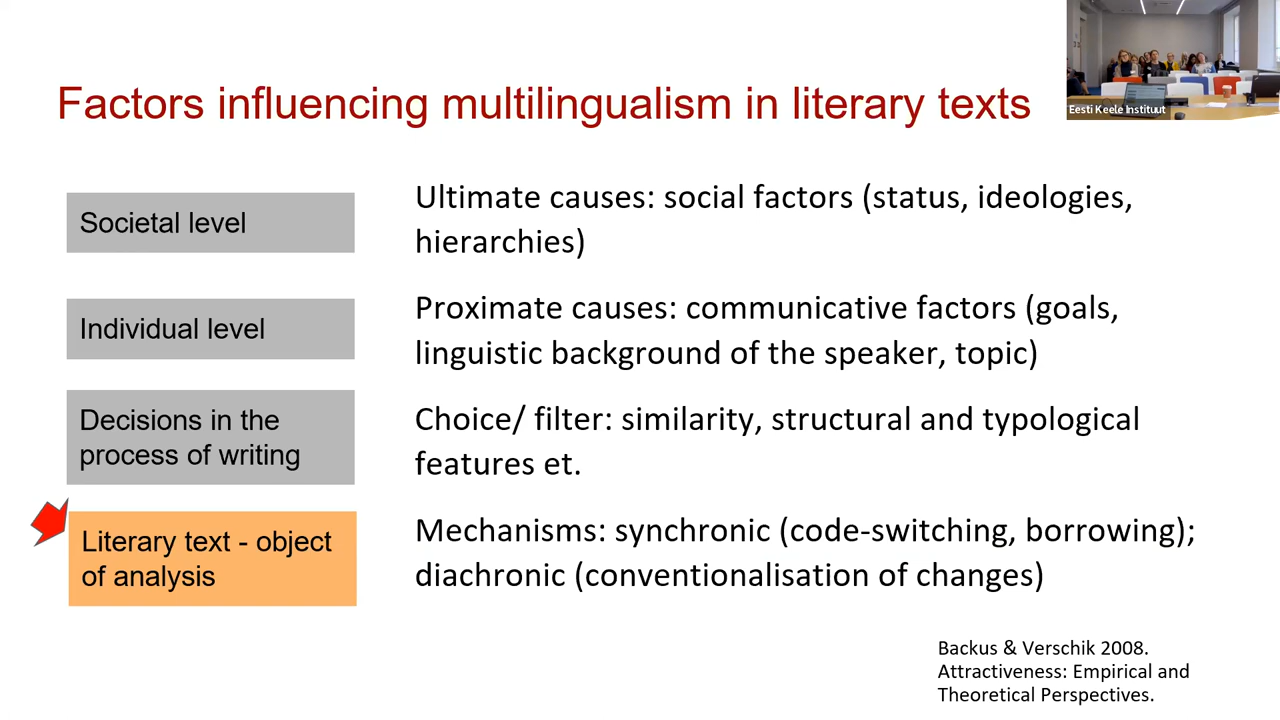 Factors influencing multilingualism in literary texts
Eesti Keele Instituut
Societal level
Ultimate causes: social factors (status, ideologies,
hierarchies)
Individual level
Proximate causes: communicative factors (goals,
linguistic background of the speaker, topic)
Decisions in the
process of writing
Choice/ filter: similarity, structural and typological
features et.
Literary text - object
of analysis
Mechanisms: synchronic (code-switching, borrowing);
diachronic (conventionalisation of changes)
Backus & Verschik 2008.
Attractiveness: Empirical and
Theoretical Perspectives.